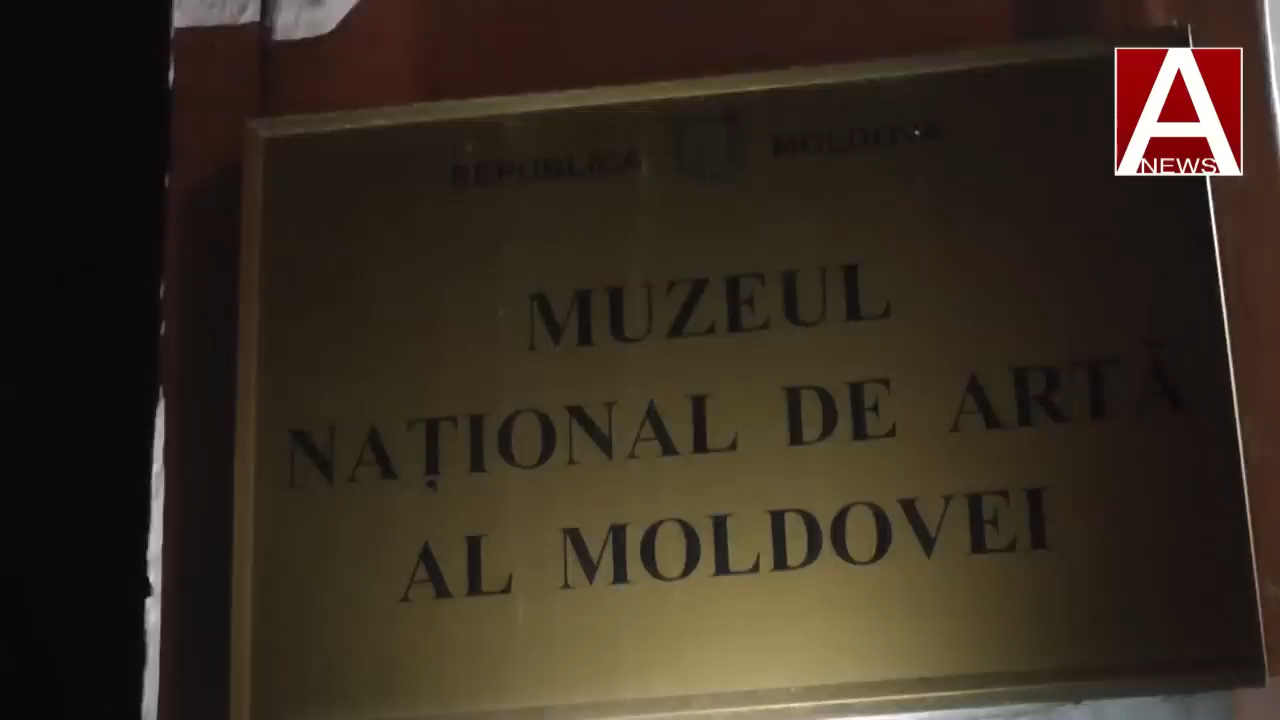 REPUBLICA MOLDOVA
MUZEUL
NAȚIONAL DE ARTĂ
AL MOLDOVEI
A
NEWS